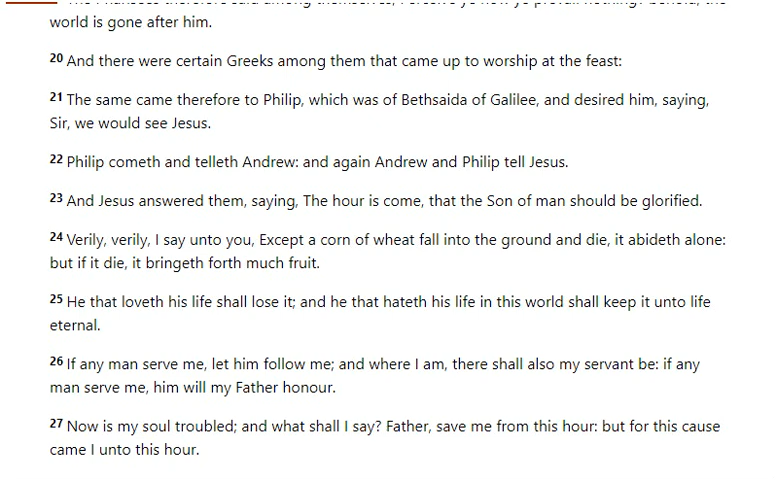 world is gone after him.
20 And there were certain Greeks among them that came up to worship at the feast:
21 The same came therefore to Philip, which was of Bethsaida of Galilee, and desired him, saying,
Sir, we would see Jesus.
22 Philip cometh and telleth Andrew: and again Andrew and Philip tell Jesus.
23 And Jesus answered them, saying, The hour is come, that the Son of man should be glorified.
24 Verily, verily, I say unto you, Except a corn of wheat fall into the ground and die, it abideth alone:
but if it die, it bringeth forth much fruit.
25 He that loveth his life shall lose it; and he that hateth his life in this world shall keep it unto life
eternal.
26 If any man serve me, let him follow me; and where I am, there shall also my servant be: if any
man serve me, him will my Father honour.
27 Now is my soul troubled; and what shall I say? Father, save me from this hour: but for this cause
came I unto this hour.